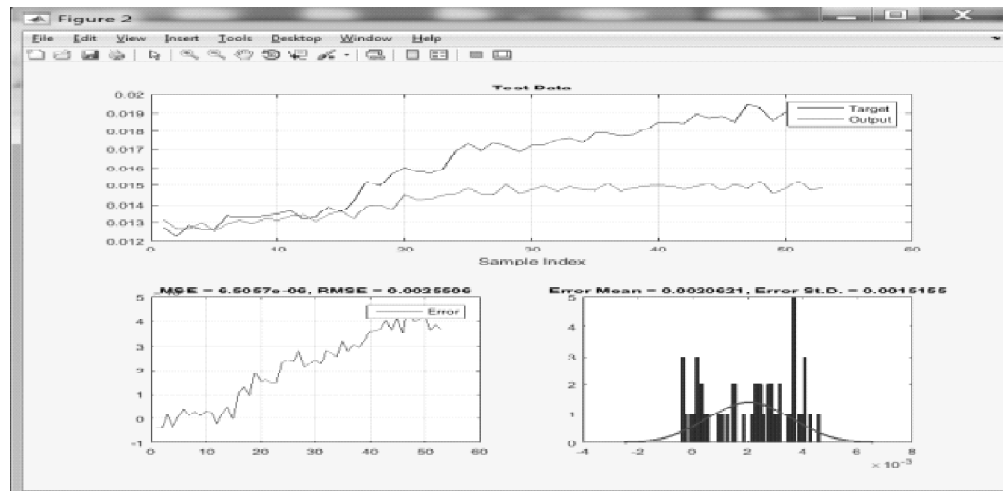 Figure 2
File Edit View Insert Tools Desktop Window Help
Test Data
0.02
0.019
0.018
0.017
0.016
0.015
0.014
0.013
0.012
0 10 20 30 40 50 60
Sample Index
Target
Output
MSE = 6.5057e-06, RMSE = 0.0025506
5
4
3
2
1
0
-1
0 10 20 30 40 50 60
Error
Error Mean = 0.0020621, Error St.D. = 0.0015155
5
4
3
2
1
0
-4 -2 0 2 4 6 8
× 10-3